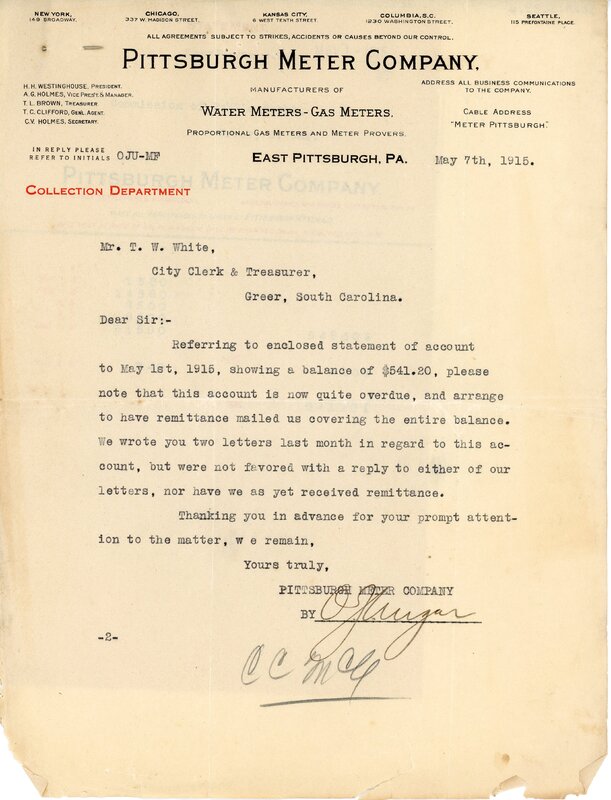 NEW YORK, CHICAGO, KANSAS CITY, COLUMBIA, S.C. SEATTLE,
149 BROADWAY. 337 W. MADISON STREET. 6 WEST TENTH STREET. 1230 WASHINGTON STREET. 115 PREFONTAINE PLACE.
ALL AGREEMENTS SUBJECT TO STRIKES, ACCIDENTS OR CAUSES BEYOND OUR CONTROL.
PITTSBURGH METER COMPANY,
H. H. WESTINGHOUSE, PRESIDENT.
A. G. HOLMES, VICE PRES'T & MANAGER.
T. L. BROWN, TREASURER
T. C. CLIFFORD, GENL. AGENT.
C. V. HOLMES, SECRETARY.
MANUFACTURERS OF
WATER METERS-GAS METERS,
PROPORTIONAL GAS METERS AND METER PROVERS.
ADDRESS ALL BUSINESS COMMUNICATIONS
TO THE COMPANY.
CABLE ADDRESS
"METER PITTSBURGH."
IN REPLY PLEASE
REFER TO INITIALS OJU-MF
EAST PITTSBURGH, PA. May 7th, 1915.
COLLECTION DEPARTMENT
Mr. T. W. White,
City Clerk & Treasurer,
Greer, South Carolina.
Dear Sir:-
Referring to enclosed statement of account
to May 1st, 1915, showing a balance of $541.20, please
note that this account is now quite overdue, and arrange
to have remittance mailed us covering the entire balance.
We wrote you two letters last month in regard to this ac-
count, but were not favored with a reply to either of our
letters, nor have we as yet received remittance.
Thanking you in advance for your prompt attent-
ion to the matter, w e remain,
Yours truly,
PITTSBURGH METER COMPANY
BY
-2-